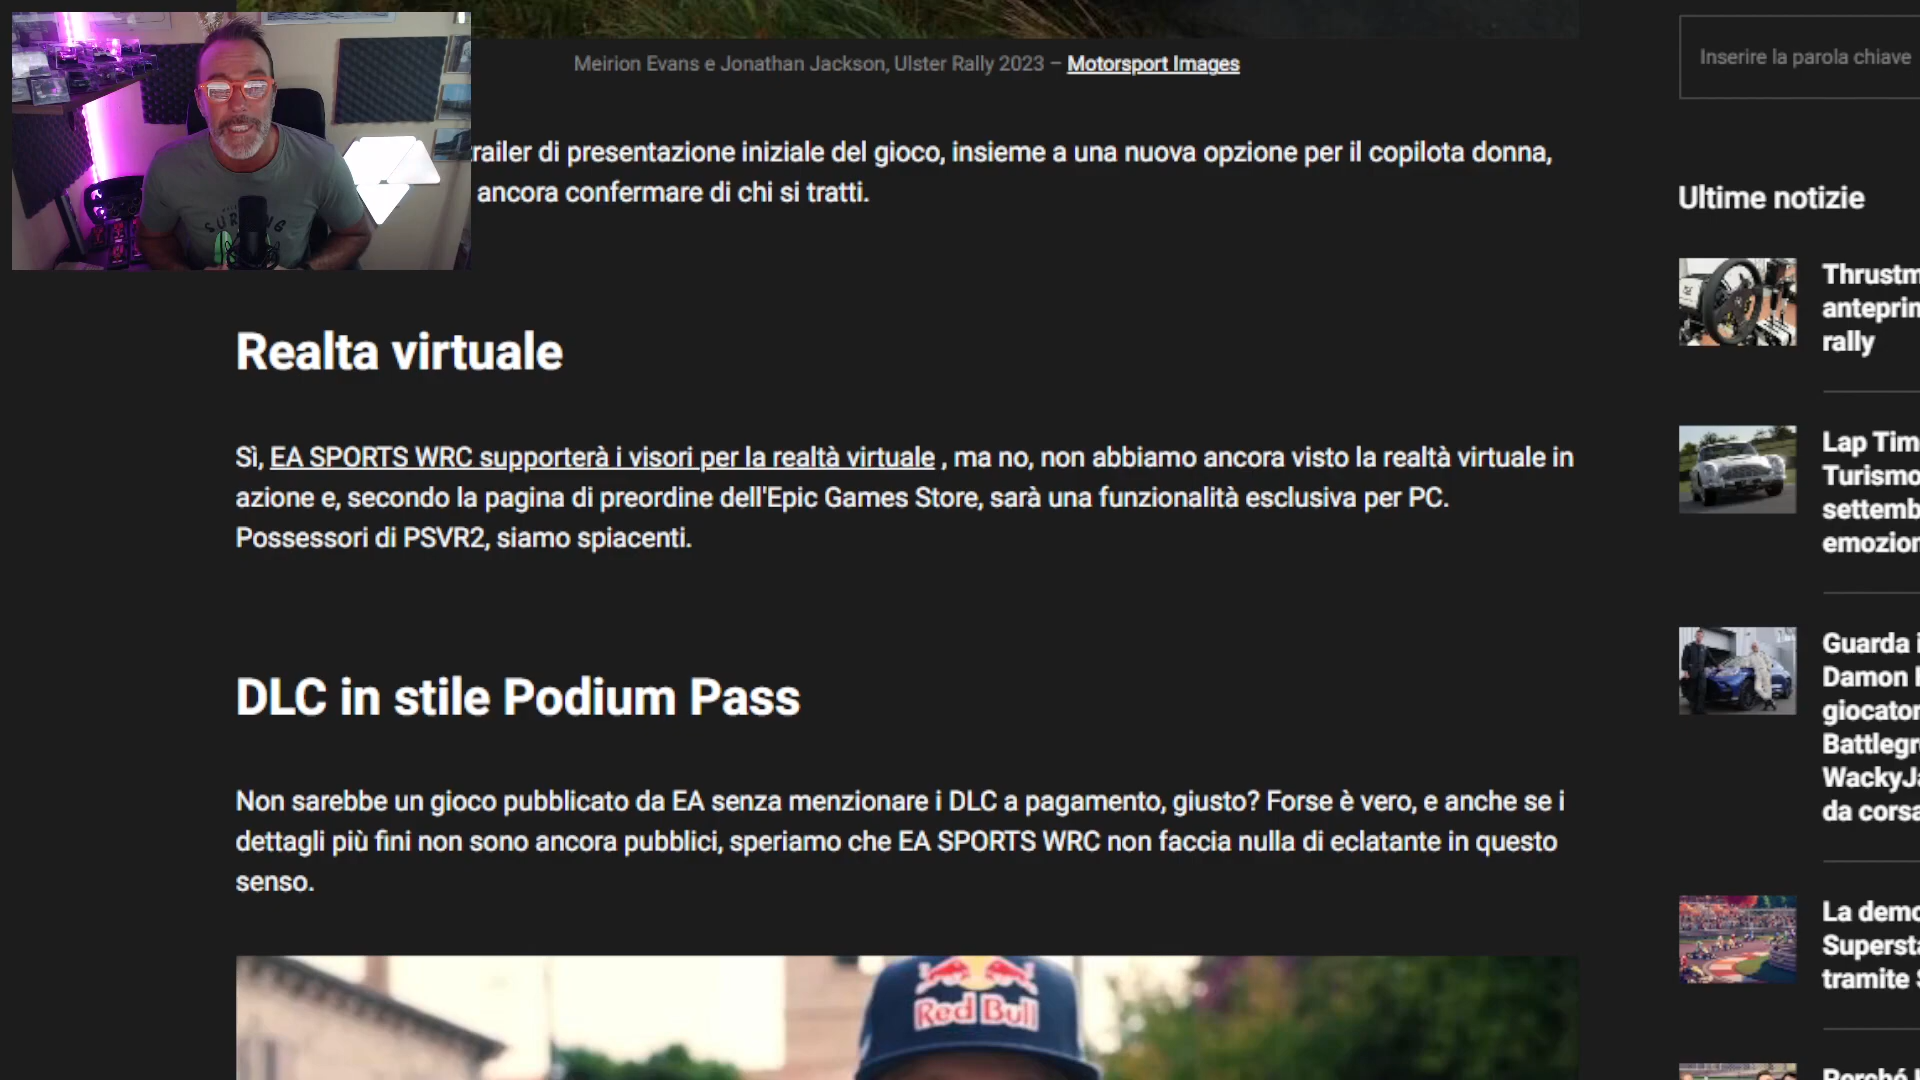 Meirion Evans e Jonathan Jackson, Ulster Rally 2023 – Motorsport Images
Inserire la parola chiave
railer di presentazione iniziale del gioco, insieme a una nuova opzione per il copilota donna,
ancora confermare di chi si tratti.
Ultime notizie
Realta virtuale
Sì, EA SPORTS WRC supporterà i visori per la realtà virtuale , ma no, non abbiamo ancora visto la realtà virtuale in
azione e, secondo la pagina di preordine dell'Epic Games Store, sarà una funzionalità esclusiva per PC.
Possessori di PSVR2, siamo spiacenti.
DLC in stile Podium Pass
Non sarebbe un gioco pubblicato da EA senza menzionare i DLC a pagamento, giusto? Forse è vero, e anche se i
dettagli più fini non sono ancora pubblici, speriamo che EA SPORTS WRC non faccia nulla di eclatante in questo
senso.
Red Bull
Thrustm
anteprin
rally
Lap Tim
Turismo
settemb
emozion
Guarda i
Damon
giocator
Battlegr
WackyJa
da corsa
La demo
Supersta
tramite S
Perché
SURFING